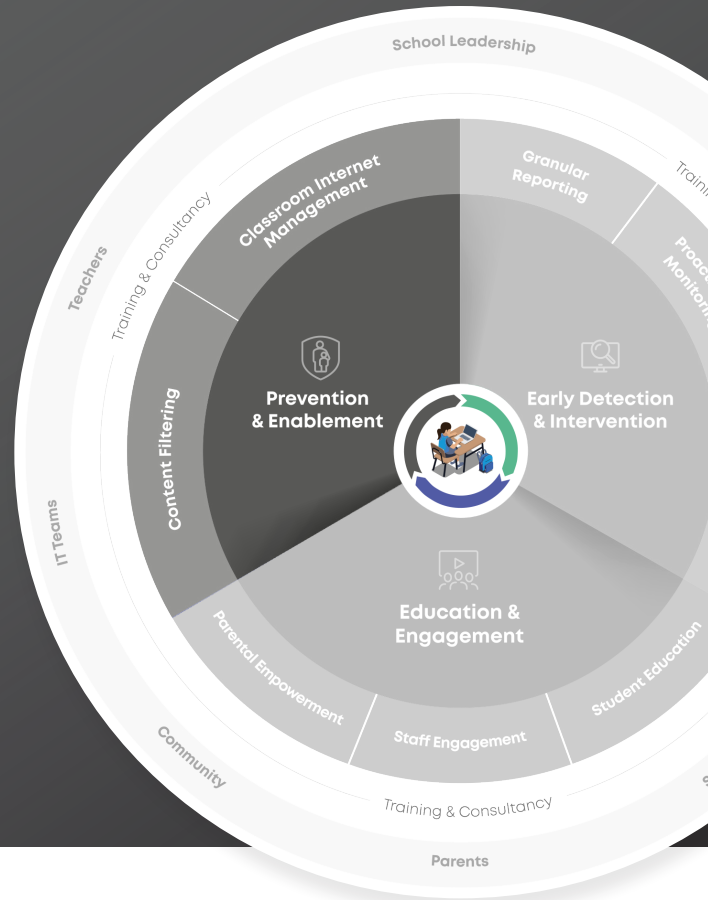 School Leadership
Teachers
IT Teams
Community
Parents
Training & Consultancy
Training & Consultancy
Classroom Internet
Management
Content Filtering
Granular
Reporting
Parental Empowerment
Staff Engagement
Student Education
Prevention
& Enablement
Early Detection
& Intervention
Education &
Engagement